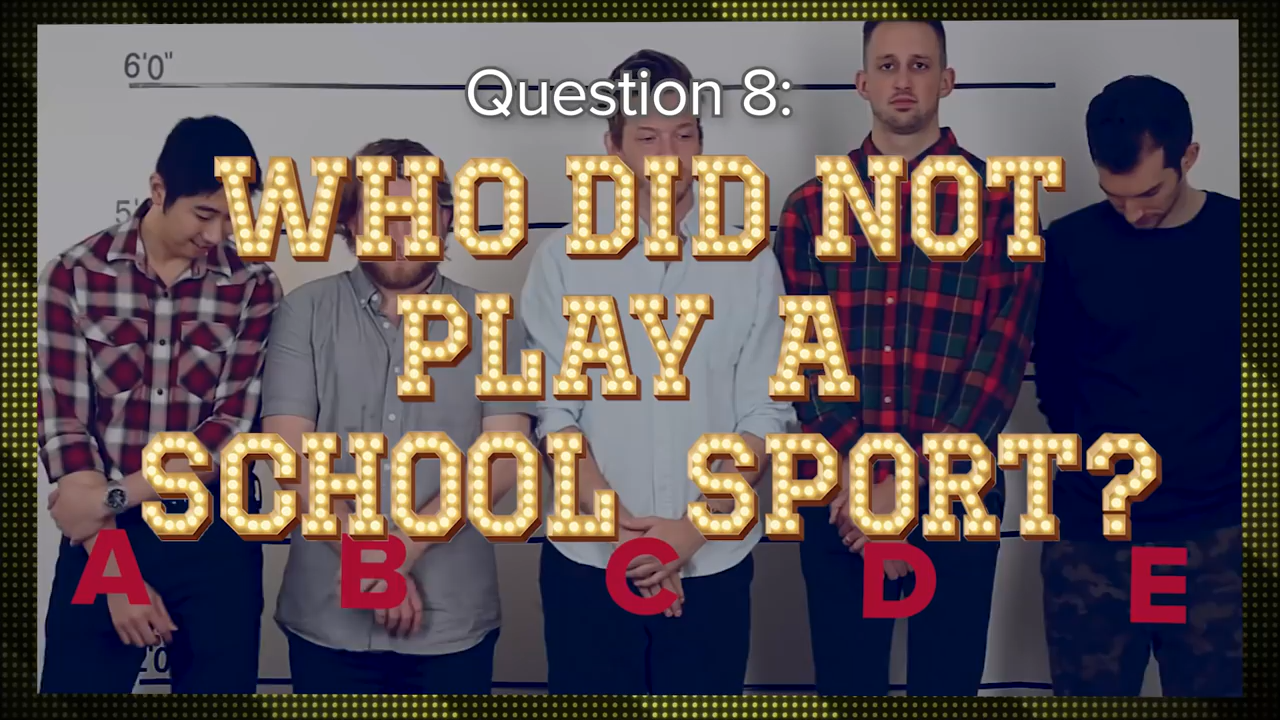 6'0"
Question 8:
WHO DID NOT
PLAY A
SCHOOL SPORT?
A B C D E